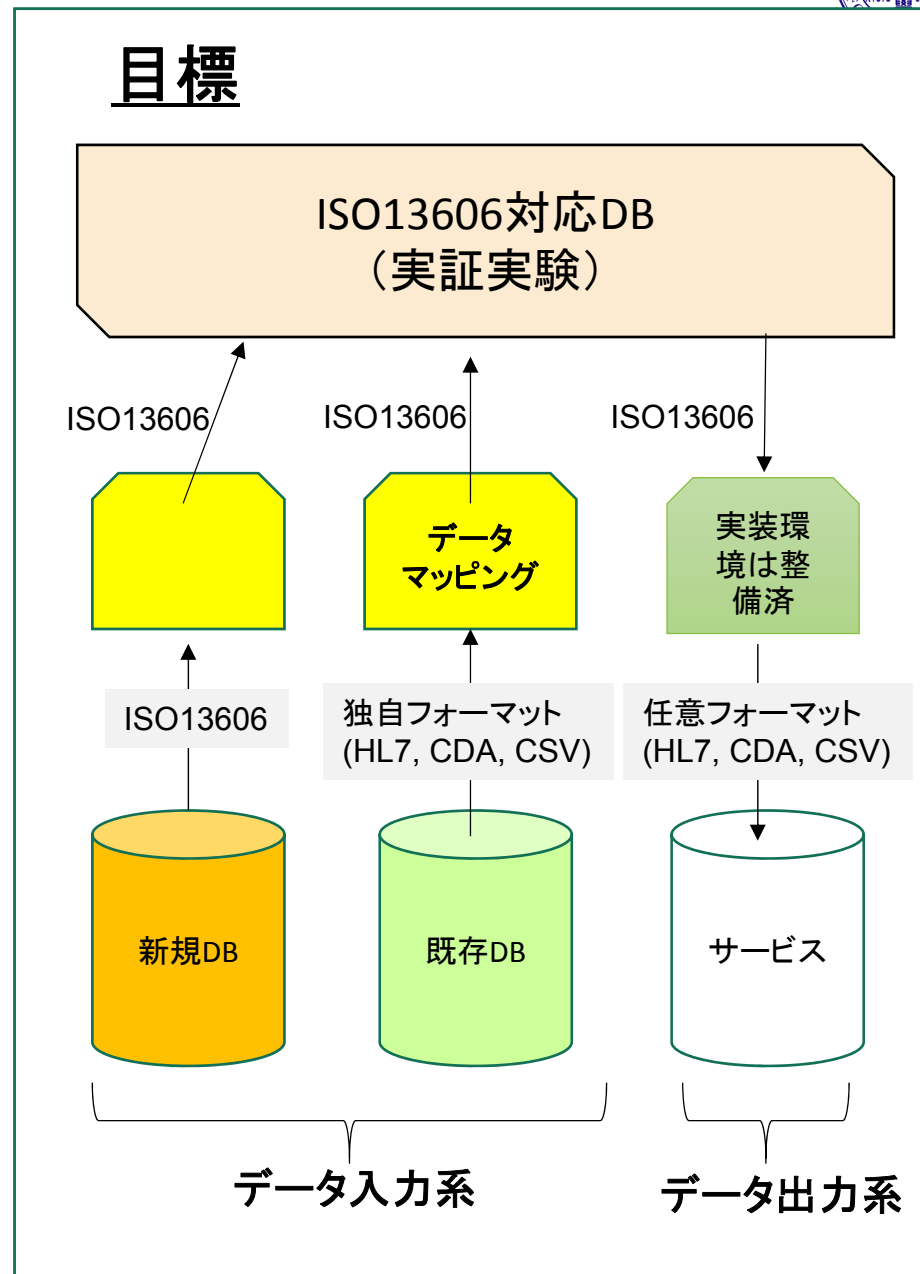 目標
ISO13606対応DB
（実証実験）
ISO13606
ISO13606
ISO13606
データ
マッピング
実装環
境は整
備済
ISO13606
独自フォーマット
(HL7, CDA, CSV)
任意フォーマット
(HL7, CDA, CSV)
新規DB
既存DB
サービス
データ入力系
データ出力系